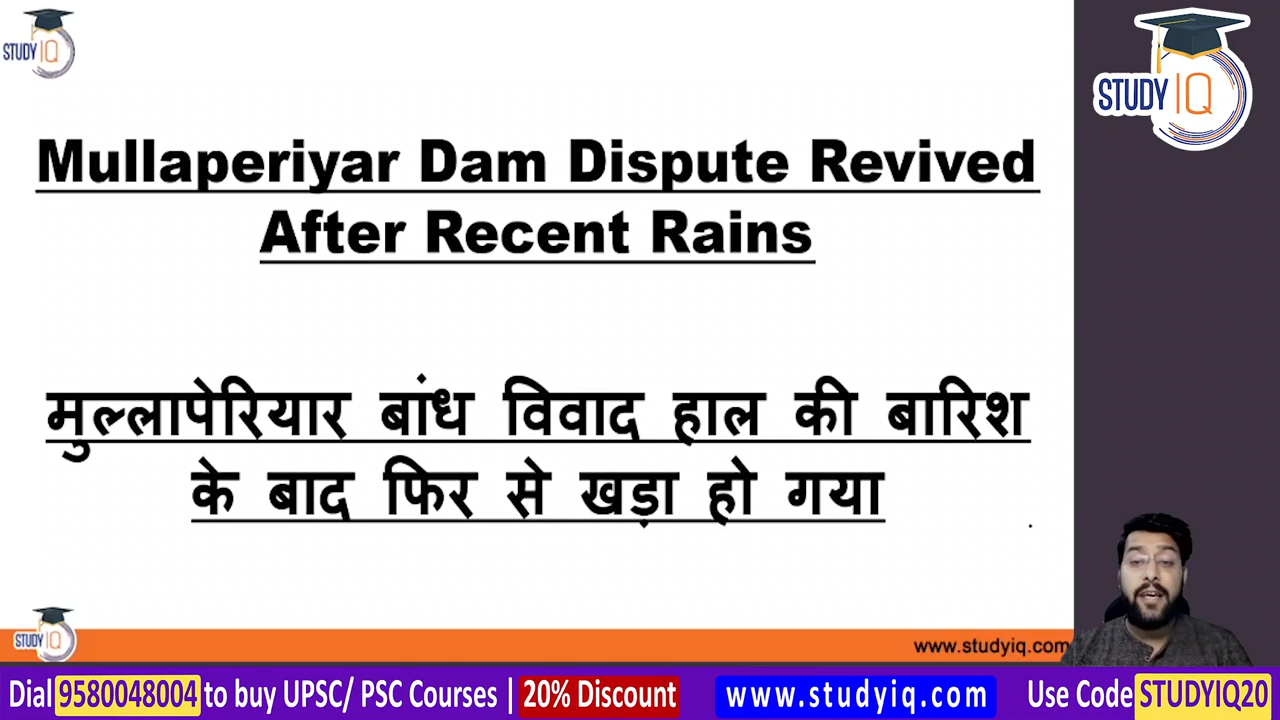 STUDY IQ
STUDY IQ
Mullaperiyar Dam Dispute Revived
After Recent Rains
मुल्लापेरियार बांध विवाद हाल की बारिश
के बाद फिर से खड़ा हो गया
STUDY IQ
www.studyiq.com
Dial 9580048004 to buy UPSC/ PSC Courses | 20% Discount www.studyiq.com Use Code STUDYIQ20